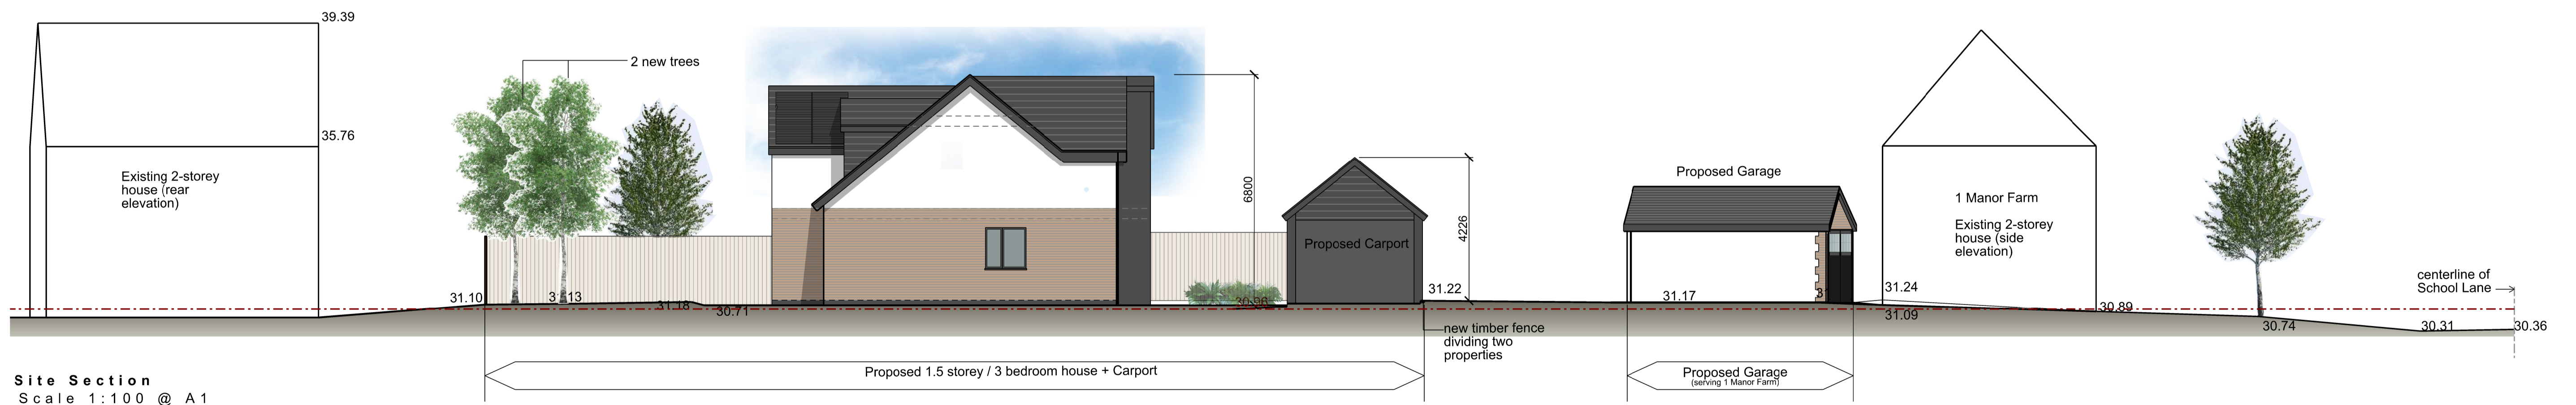 39.39
2 new trees
35.76
Existing 2-storey
house (rear
elevation)
6800
4226
Proposed Carport
Proposed Garage
1 Manor Farm
Existing 2-storey
house (side
elevation)
centerline of
School Lane
31.10
31.13
31.18
30.71
30.96
31.22
31.17
31.24
31.09
30.89
30.74
30.31
30.36
new timber fence
dividing two
properties
Proposed 1.5 storey / 3 bedroom house + Carport
Proposed Garage
(serving 1 Manor Farm)
Site Section
Scale 1:100 @ A1